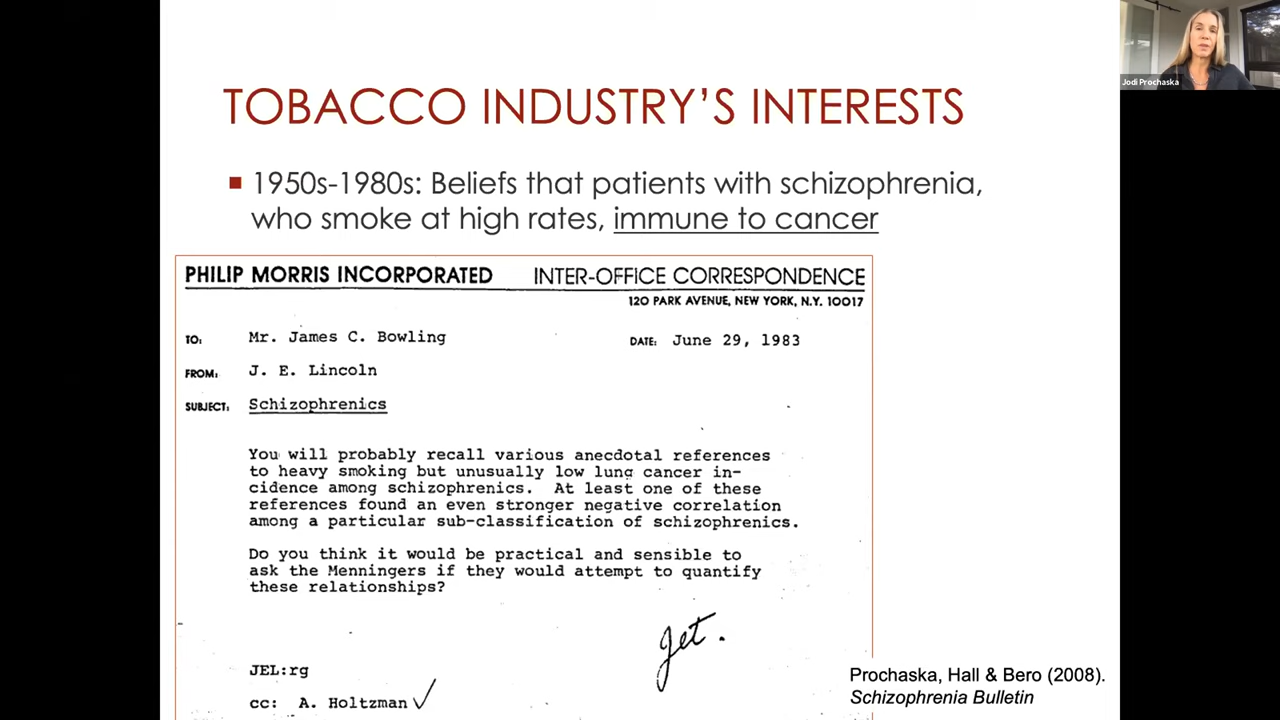 Jodi Prochaska
TOBACCO INDUSTRY'S INTERESTS
1950s-1980s: Beliefs that patients with schizophrenia,
who smoke at high rates, immune to cancer
PHILIP MORRIS INCORPORATED INTER-OFFICE CORRESPONDENCE
120 PARK AVENUE, NEW YORK, N.Y. 10017
TO: Mr. James C. Bowling DATE: June 29, 1983
FROM: J. E. Lincoln
SUBJECT: Schizophrenics
You will probably recall various anecdotal references
to heavy smoking but unusually low lung cancer in-
cidence among schizophrenics. At least one of these
references found an even stronger negative correlation
among a particular sub-classification of schizophrenics.
Do you think it would be practical and sensible to
ask the Menningers if they would attempt to quantify
these relationships?
JEL:rg
cc: A. Holtzman
Prochaska, Hall & Bero (2008).
Schizophrenia Bulletin